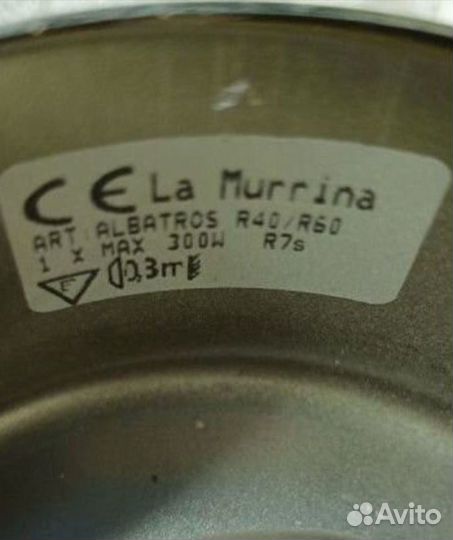 CE La Murrina
ART: ALBATROS R40/R60
1 X MAX 300W R7s
F 0,3m
Avito